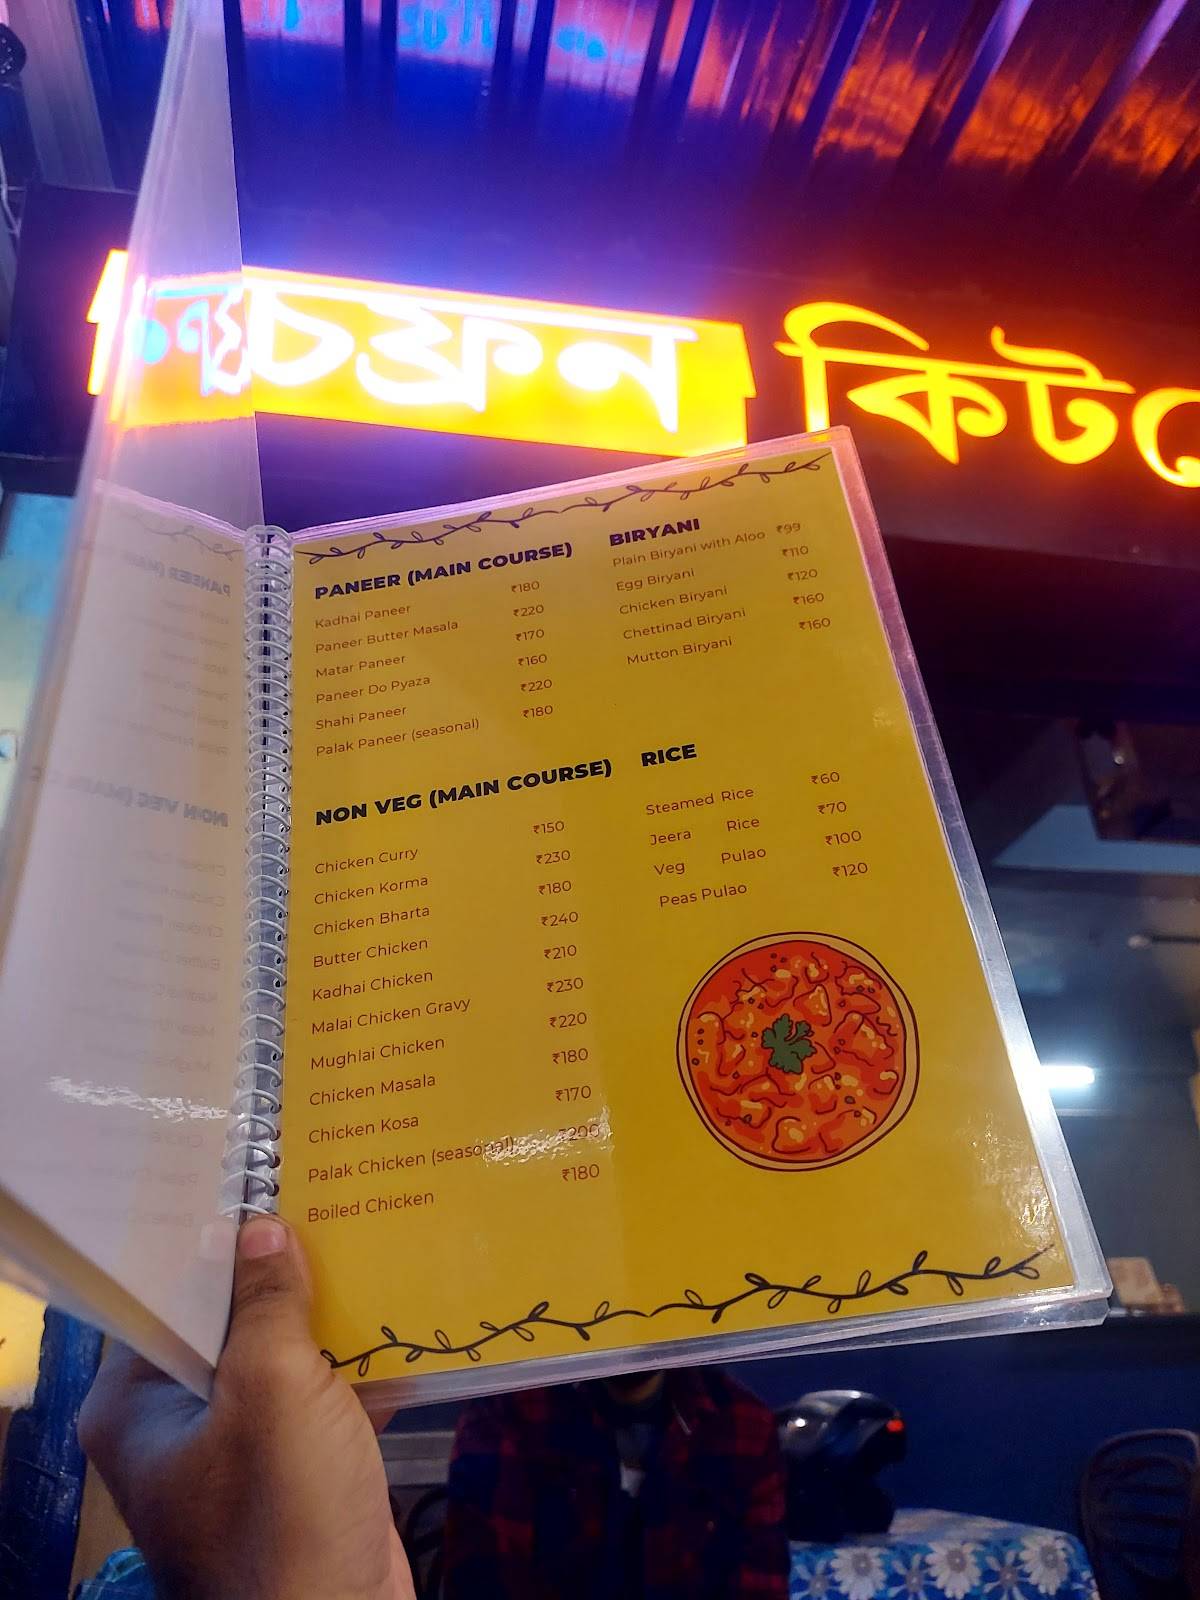 চফ্রন কিট
PANEER (MAIN COURSE)
Kadhai Paneer ₹180
Paneer Butter Masala ₹220
Matar Paneer ₹170
Paneer Do Pyaza ₹160
Shahi Paneer ₹220
Palak Paneer (seasonal) ₹180
BIRYANI
Plain Biryani with Aloo ₹99
Egg Biryani ₹110
Chicken Biryani ₹120
Chettinad Biryani ₹160
Mutton Biryani ₹160
NON VEG (MAIN COURSE)
Chicken Curry ₹150
Chicken Korma ₹230
Chicken Bharta ₹180
Butter Chicken ₹240
Kadhai Chicken ₹210
Malai Chicken Gravy ₹230
Mughlai Chicken ₹220
Chicken Masala ₹180
Chicken Kosa ₹170
Palak Chicken (seasonal) ₹200
Boiled Chicken ₹180
RICE
Steamed Rice ₹60
Jeera Rice ₹70
Veg Pulao ₹100
Peas Pulao ₹120